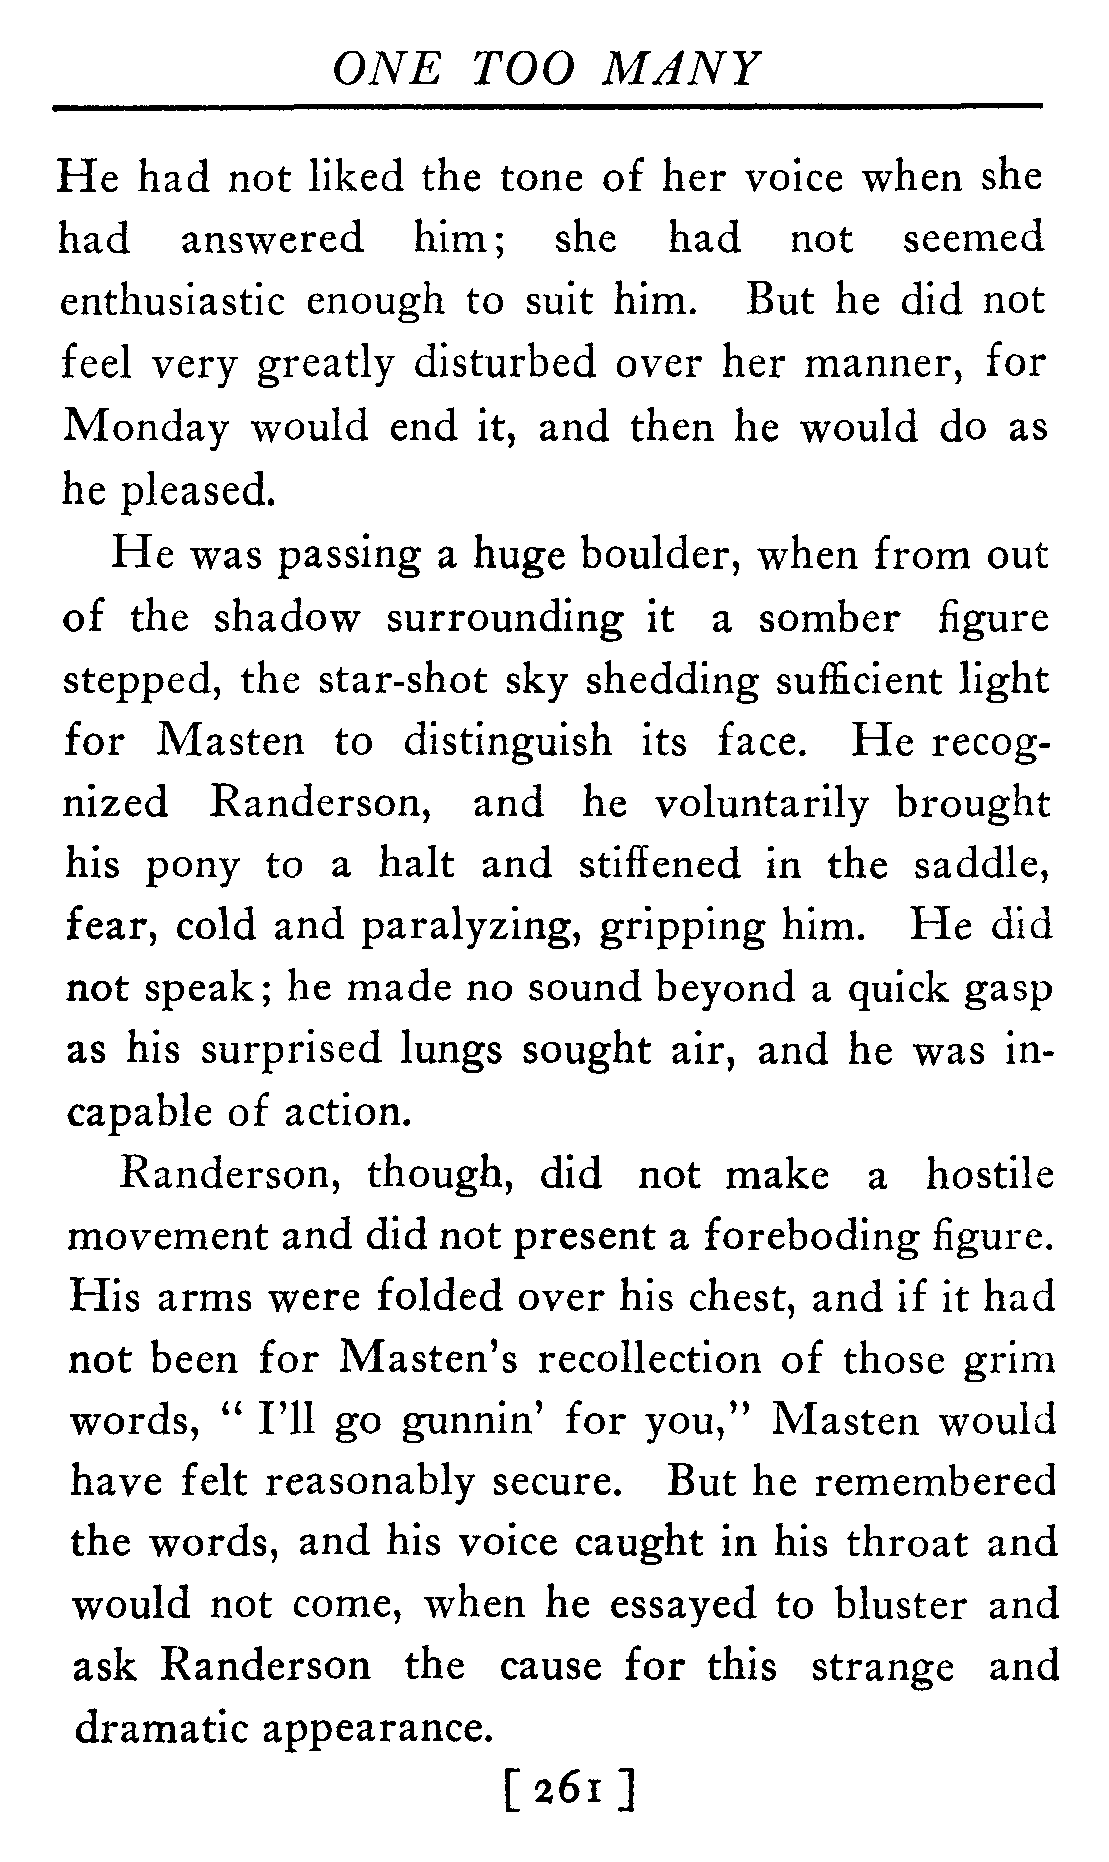 ONE TOO MANY
He had not liked the tone of her voice when she
had answered him; she had not seemed
enthusiastic enough to suit him. But he did not
feel very greatly disturbed over her manner, for
Monday would end it, and then he would do as
he pleased.
He was passing a huge boulder, when from out
of the shadow surrounding it a somber figure
stepped, the star-shot sky shedding sufficient light
for Masten to distinguish its face. He recog-
nized Randerson, and he voluntarily brought
his pony to a halt and stiffened in the saddle,
fear, cold and paralyzing, gripping him. He did
not speak; he made no sound beyond a quick gasp
as his surprised lungs sought air, and he was in-
capable of action.
Randerson, though, did not make a hostile
movement and did not present a foreboding figure.
His arms were folded over his chest, and if it had
not been for Masten's recollection of those grim
words, " I'll go gunnin' for you," Masten would
have felt reasonably secure. But he remembered
the words, and his voice caught in his throat and
would not come, when he essayed to bluster and
ask Randerson the cause for this strange and
dramatic appearance.
[ 261 ]